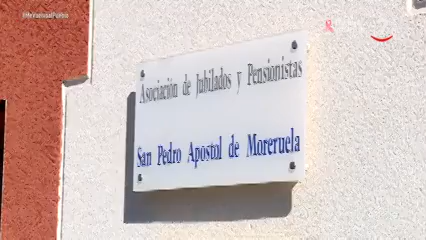 Asociación de Jubilados y Pensionistas
San Pedro Apostol de Moreruela